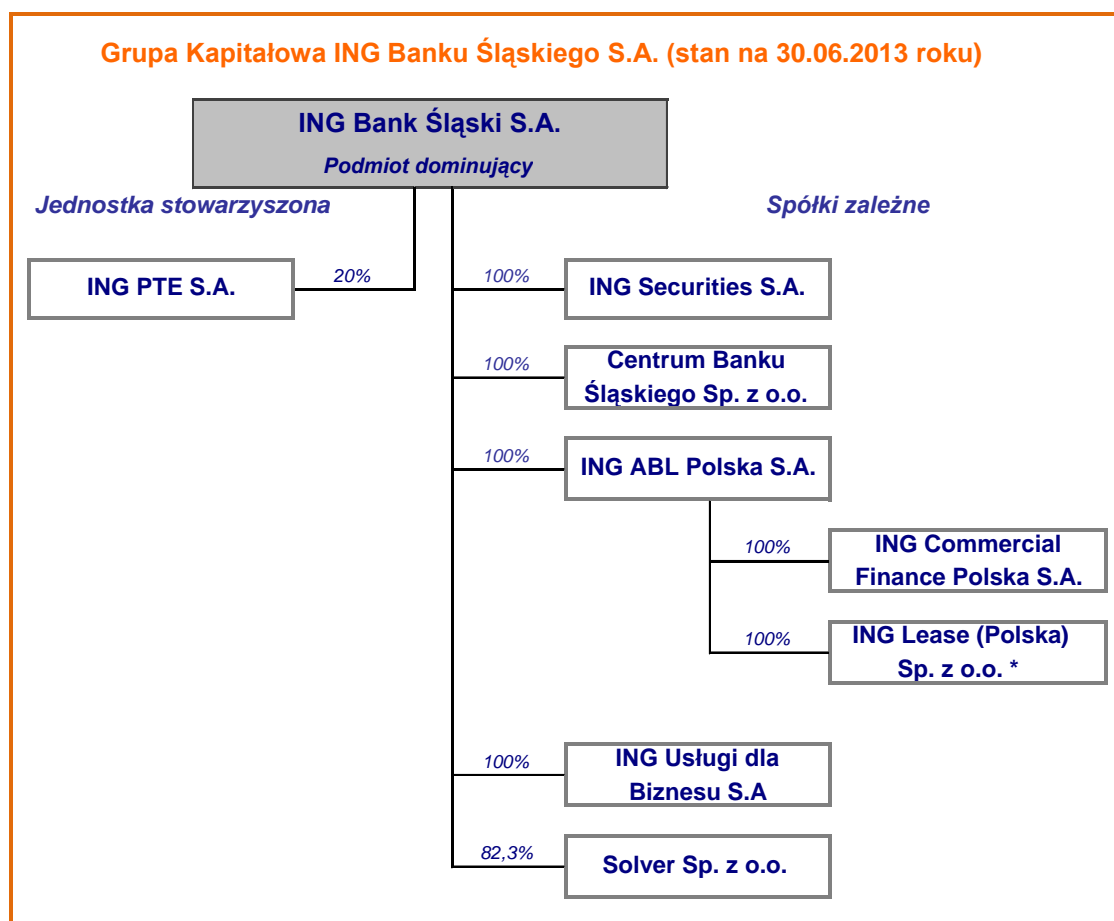 Grupa Kapitałowa ING Banku Śląskiego S.A. (stan na 30.06.2013 roku)
ING Bank Śląski S.A.
Podmiot dominujący
Jednostka stowarzyszona
Spółki zależne
ING PTE S.A.
20%
100%
ING Securities S.A.
100%
Centrum Banku
Śląskiego Sp. z o.o.
100%
ING ABL Polska S.A.
100%
ING Commercial
Finance Polska S.A.
100%
ING Lease (Polska)
Sp. z o.o. *
100%
ING Usługi dla
Biznesu S.A
82,3%
Solver Sp. z o.o.